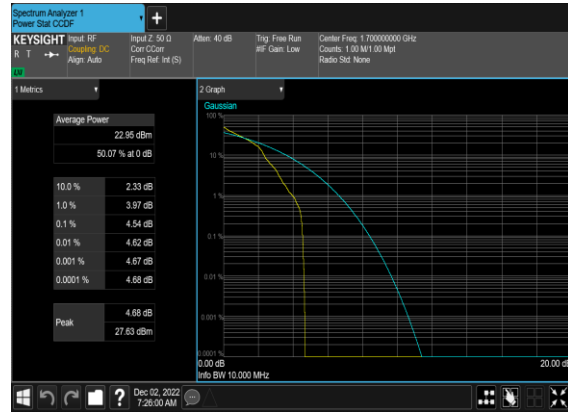 Spectrum Analyzer 1
Power Stat CCDF
KEYSIGHT
R T
LXI
Input: RF
Coupling: DC
Align: Auto
Input Z: 50 Ω
Corr CCorr
Freq Ref: Int (S)
Atten: 40 dB
Trig: Free Run
#IF Gain: Low
Center Freq: 1.700000000 GHz
Counts: 1.00 M/1.00 Mpt
Radio Std: None
1 Metrics
Average Power
22.95 dBm
50.07 % at 0 dB
10.0 % 2.33 dB
1.0 % 3.97 dB
0.1 % 4.54 dB
0.01 % 4.62 dB
0.001 % 4.67 dB
0.0001 % 4.68 dB
Peak
4.68 dB
27.63 dBm
2 Graph
Gaussian
100 %
10 %
1 %
0.1 %
0.01 %
0.001 %
0.0001 %
0.00 dB
20.00 dB
Info BW 10.000 MHz
?
Dec 02, 2022
7:26:00 AM